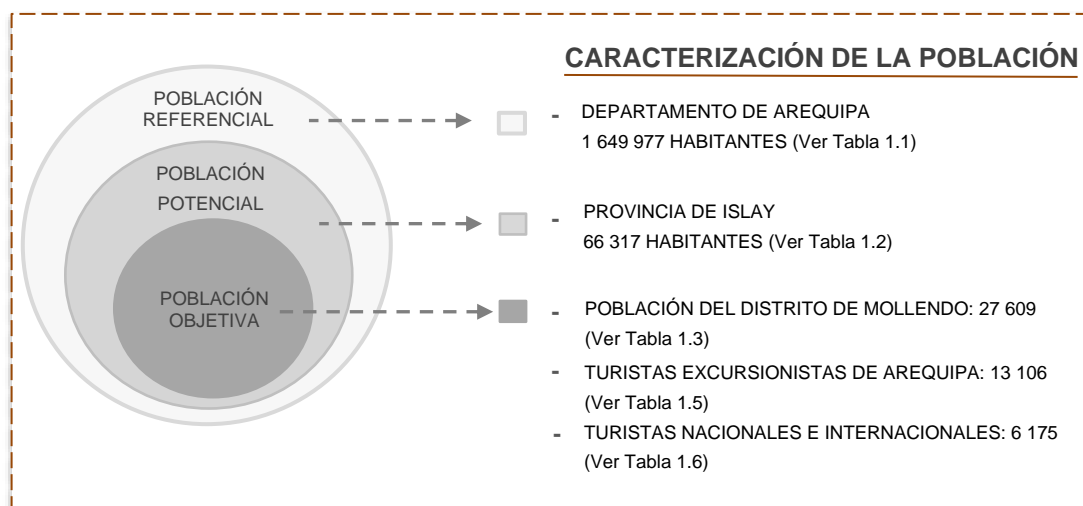 CARACTERIZACIÓN DE LA POBLACIÓN
POBLACIÓN
REFERENCIAL
- DEPARTAMENTO DE AREQUIPA
1 649 977 HABITANTES (Ver Tabla 1.1)
POBLACIÓN
POTENCIAL
- PROVINCIA DE ISLAY
66 317 HABITANTES (Ver Tabla 1.2)
POBLACIÓN
OBJETIVA
- POBLACIÓN DEL DISTRITO DE MOLLENDO: 27 609
(Ver Tabla 1.3)
- TURISTAS EXCURSIONISTAS DE AREQUIPA: 13 106
(Ver Tabla 1.5)
- TURISTAS NACIONALES E INTERNACIONALES: 6 175
(Ver Tabla 1.6)